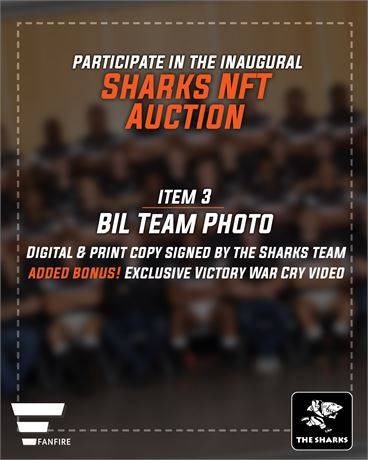 PARTICIPATE IN THE INAUGURAL
SHARKS NFT
AUCTION
ITEM 3
BIL TEAM PHOTO
DIGITAL & PRINT COPY SIGNED BY THE SHARKS TEAM
ADDED BONUS! EXCLUSIVE VICTORY WAR CRY VIDEO
FANFIRE
THE SHARKS